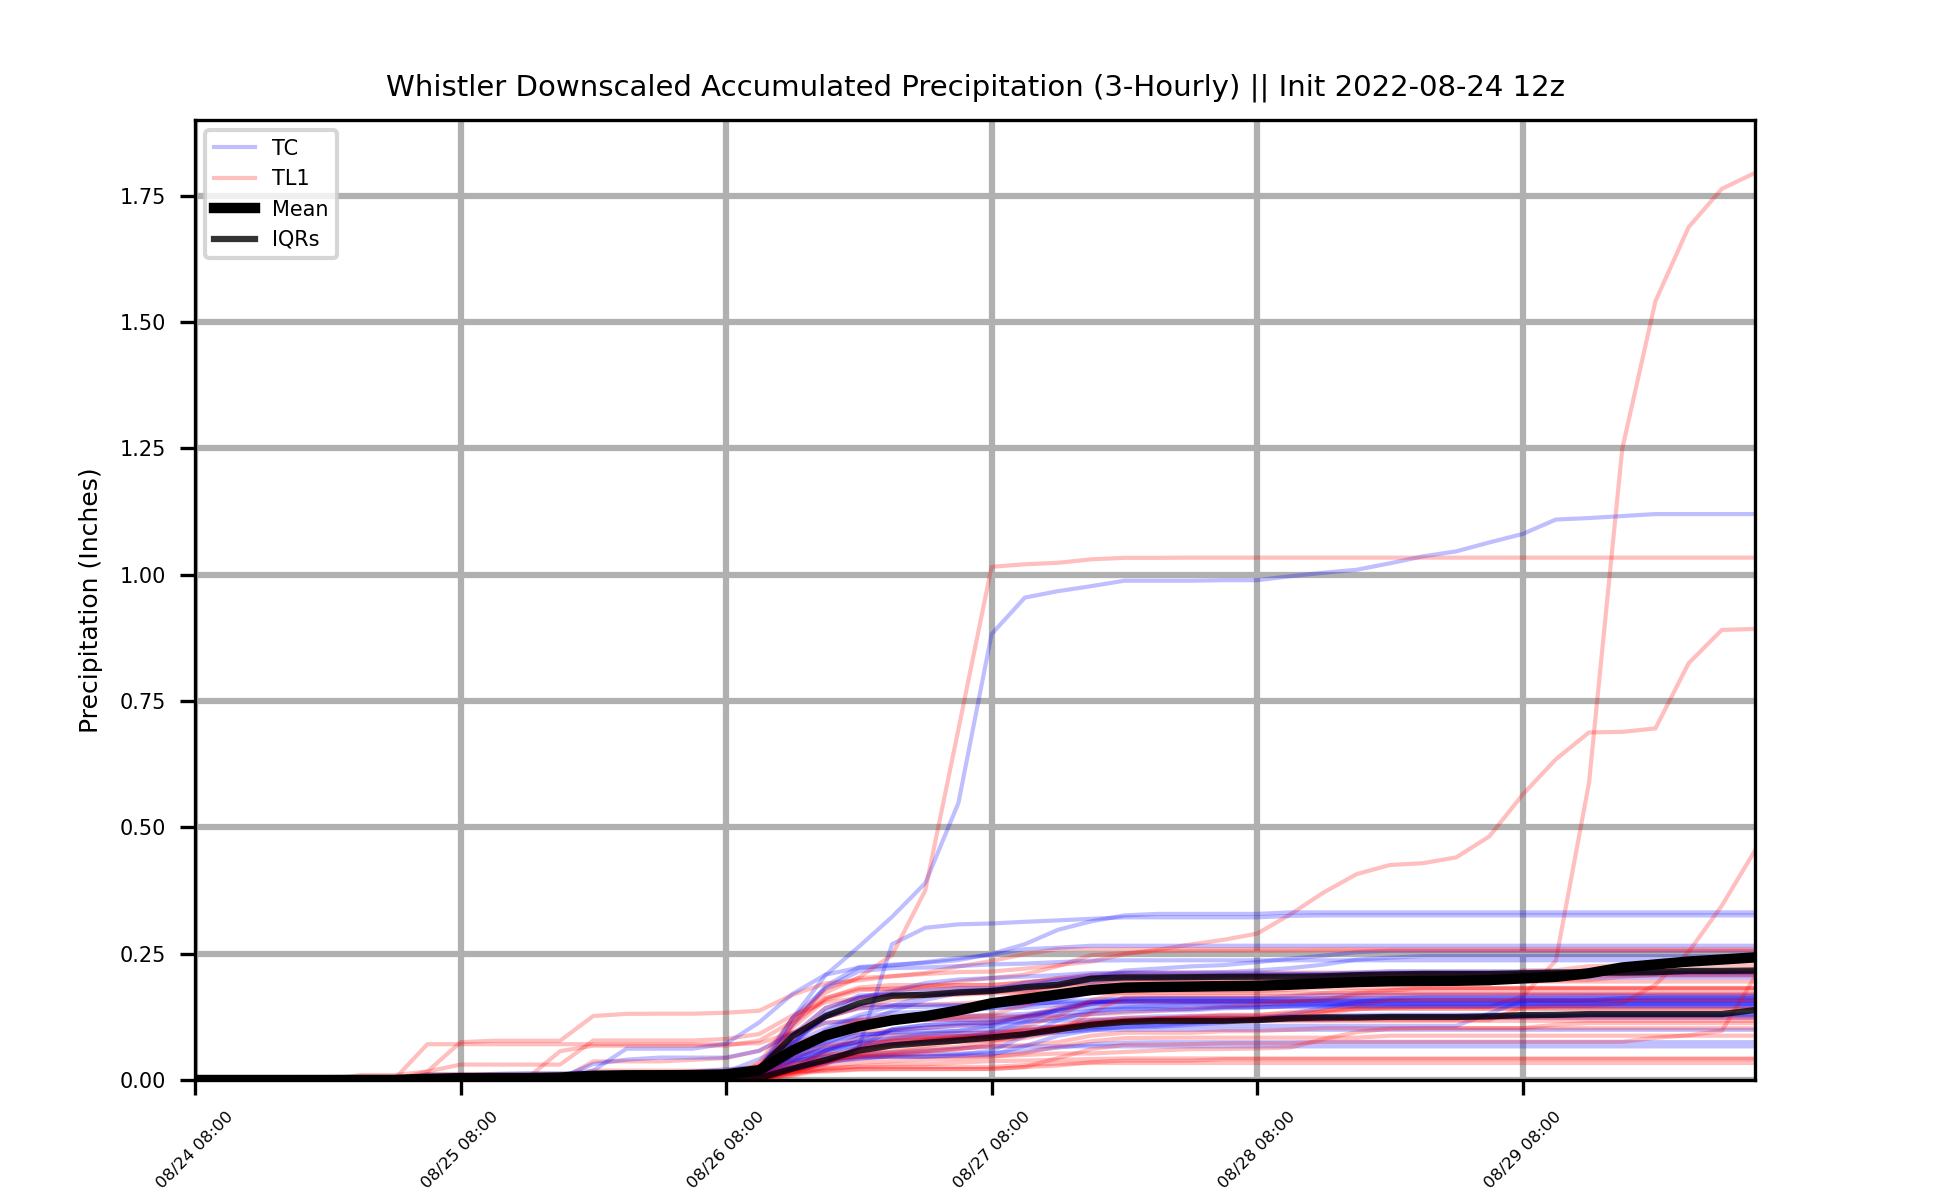 Whistler Downscaled Accumulated Precipitation (3-Hourly) || Init 2022-08-24 12z
TC
TL1
Mean
IQRs
Precipitation (Inches)
1.75
1.50
1.25
1.00
0.75
0.50
0.25
0.00
08/24 08:00
08/25 08:00
08/26 08:00
08/27 08:00
08/28 08:00
08/29 08:00